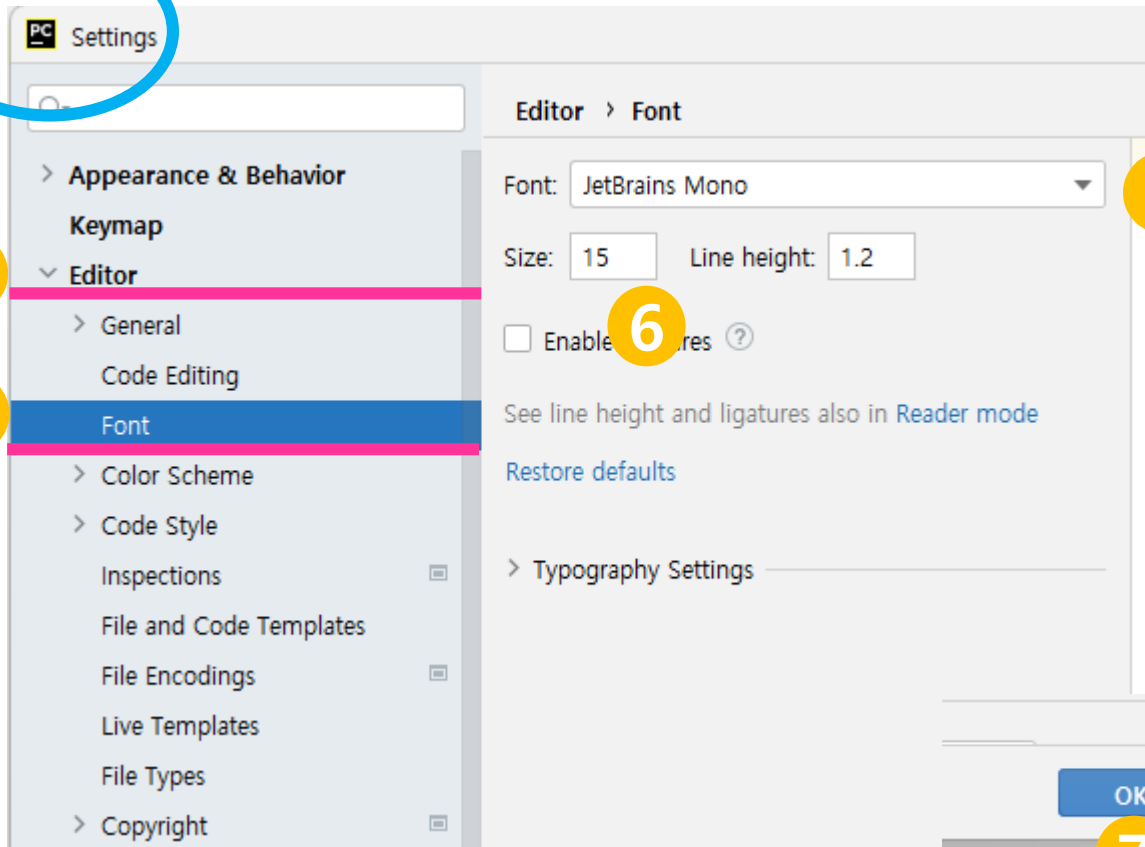 PC Settings
Editor > Font
Appearance & Behavior
Keymap
Editor
General
Code Editing
Font
Color Scheme
Code Style
Inspections
File and Code Templates
File Encodings
Live Templates
File Types
Copyright
Font: JetBrains Mono
Size: 15 Line height: 1.2
6
Enable
See line height and ligatures also in Reader mode
Restore defaults
Typography Settings
OK